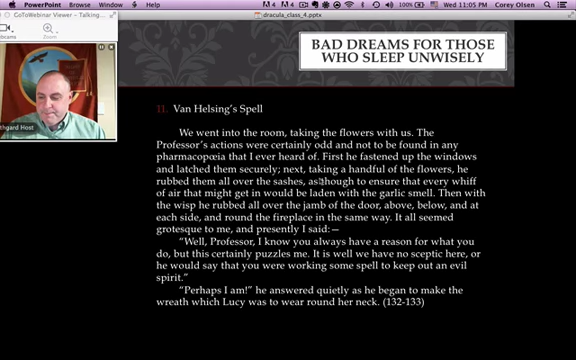 PowerPoint Window Help
4 4 100% Wed 11:05 PM Corey Olsen
GoToWebinar Viewer – Talking...
dracula_class_4.pptx
Zoom
BAD DREAMS FOR THOSE
WHO SLEEP UNWISELY
11. Van Helsing's Spell
We went into the room, taking the flowers with us. The
Professor's actions were certainly odd and not to be found in any
pharmacopœia that I ever heard of. First he fastened up the windows
and latched them securely; next, taking a handful of the flowers, he
rubbed them all over the sashes, as though to ensure that every whiff
of air that might get in would be laden with the garlic smell. Then with
the wisp he rubbed all over the jamb of the door, above, below, and at
each side, and round the fireplace in the same way. It all seemed
grotesque to me, and presently I said:—
"Well, Professor, I know you always have a reason for what you
do, but this certainly puzzles me. It is well we have no sceptic here, or
he would say that you were working some spell to keep out an evil
spirit."
"Perhaps I am!" he answered quietly as he began to make the
wreath which Lucy was to wear round her neck. (132-133)
thgard Host